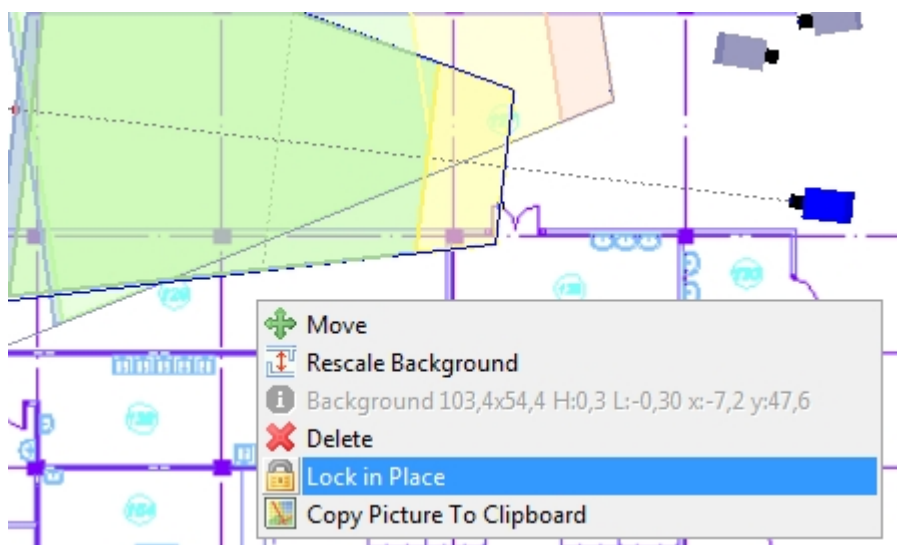 Move
Rescale Background
Background 103,4x54,4 H:0,3 L:-0,30 x:-7,2 y:47,6
Delete
Lock in Place
Copy Picture To Clipboard